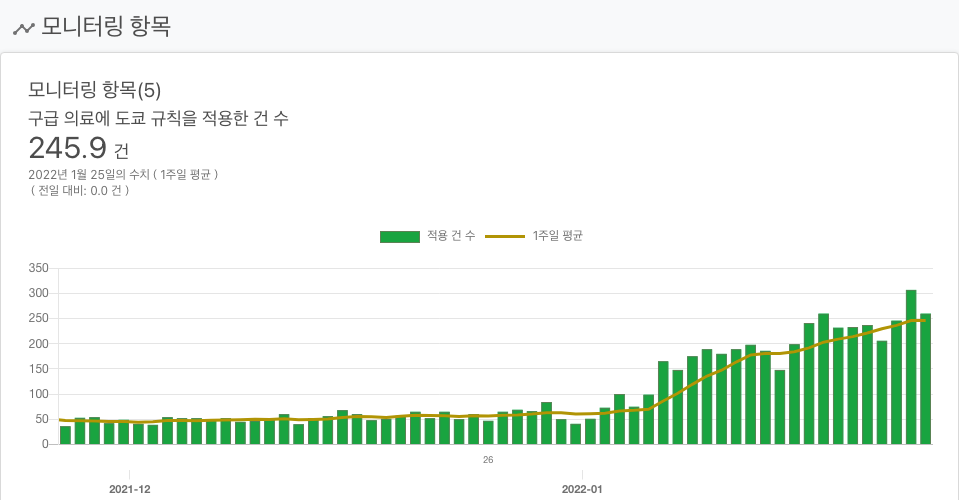 모니터링 항목
모니터링 항목(5)
구급 의료에 도쿄 규칙을 적용한 건 수
245.9 건
2022년 1월 25일의 수치 ( 1주일 평균 )
( 전일 대비: 0.0 건 )
적용 건 수 1주일 평균
350
300
250
200
150
100
50
0
26
2021-12 2022-01